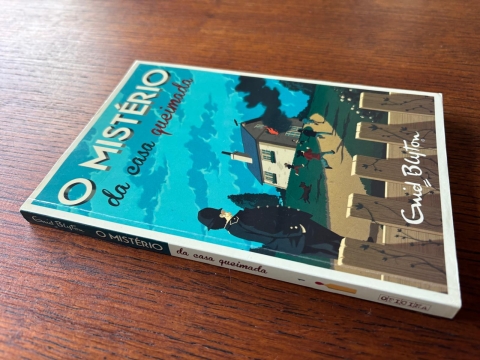 O MISTÉRIO
da casa queimada
Enid Blyton
Enid Blyton
O MISTÉRIO
da casa queimada